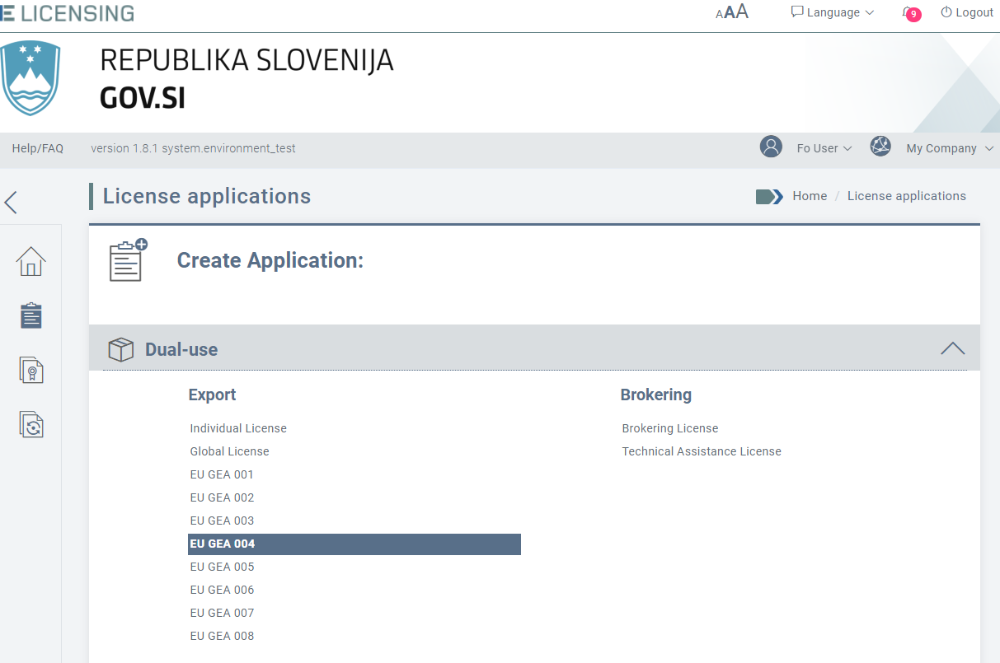 E LICENSING
AAA Language 9 Logout
REPUBLIKA SLOVENIJA
GOV.SI
Help/FAQ version 1.8.1 system.environment_test Fo User My Company
License applications
Home / License applications
Create Application:
Dual-use
Export
Individual License
Global License
EU GEA 001
EU GEA 002
EU GEA 003
EU GEA 004
EU GEA 005
EU GEA 006
EU GEA 007
EU GEA 008
Brokering
Brokering License
Technical Assistance License